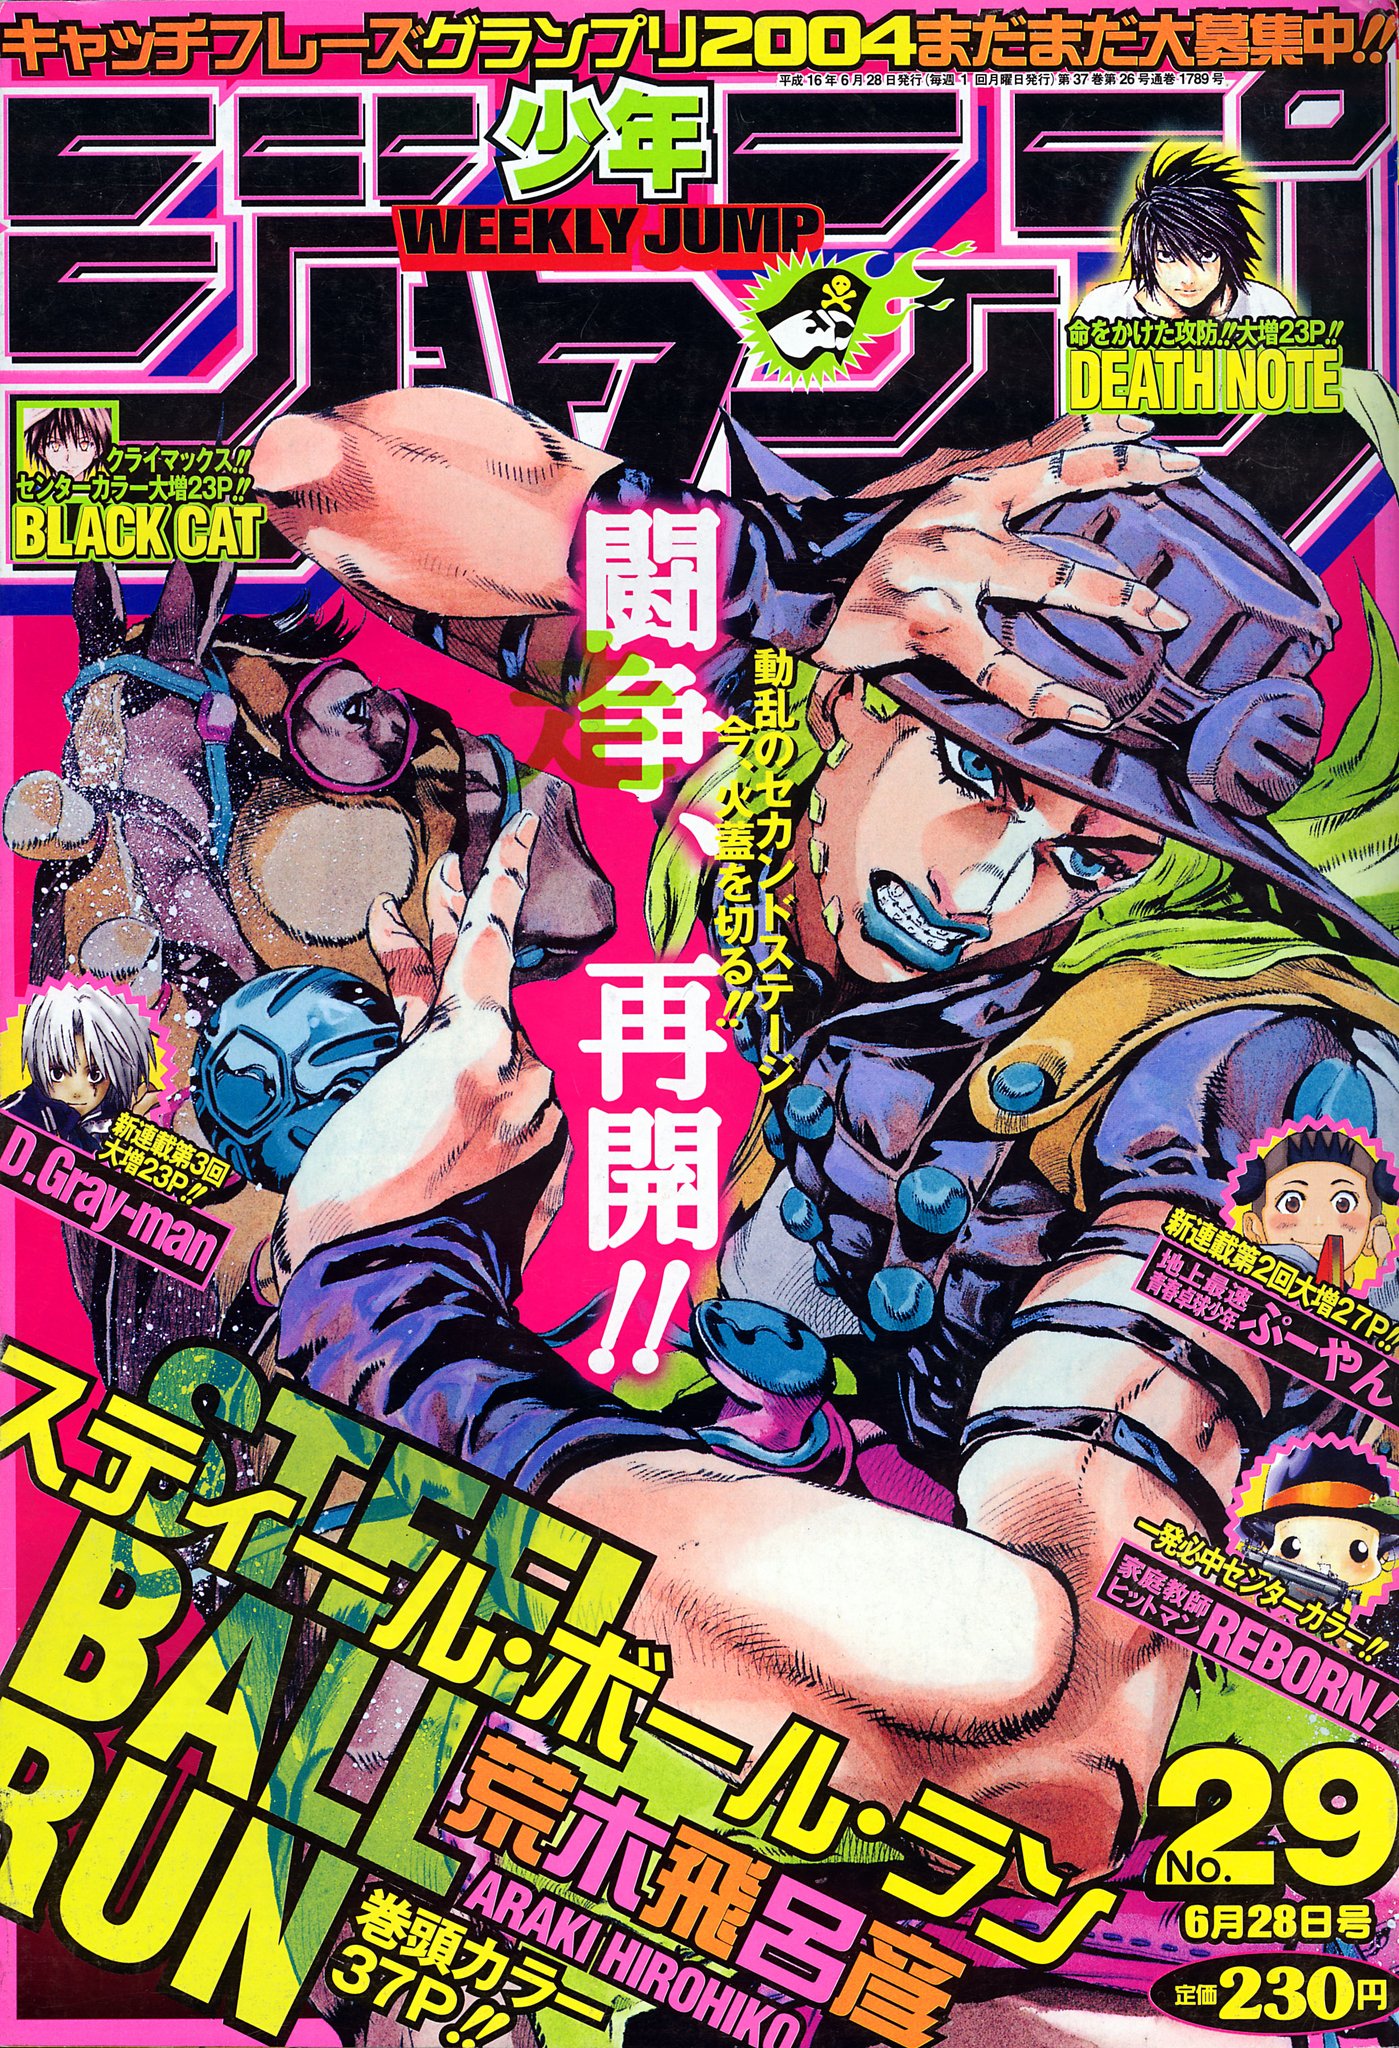 キャッチフレーズグランプリ2004まだまだ大募集中!!
平成16年6月28日発行(毎週1回月曜日発行)第37巻第26号通巻1789号
少年
ジャンプ
WEEKLY JUMP
命をかけた攻防!!大増23P!!
DEATH NOTE
クライマックス!!
センターカラー大増23P!!
BLACK CAT
闘争、再開!!
動乱のセカンドステージ
今、火蓋を切る!!
新連載第3回
大増23P!!
D.Gray-man
新連載第2回大増27P!!
地上最速
青春卓球少年
ぷーやん
一発必中センターカラー!!
家庭教師
ヒットマン
REBORN!
スティール・ボール・ラン
STEEL
BALL
RUN
荒木飛呂彦
ARAKI HIROHIKO
巻頭カラー
37P!!
No.29
6月28日号
定価230円